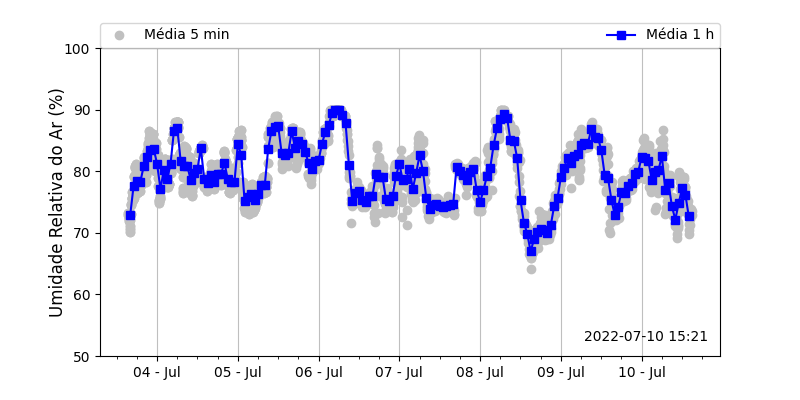 Média 5 min
Média 1 h
Umidade Relativa do Ar (%)
100
90
80
70
60
50
2022-07-10 15:21
04 - Jul
05 - Jul
06 - Jul
07 - Jul
08 - Jul
09 - Jul
10 - Jul